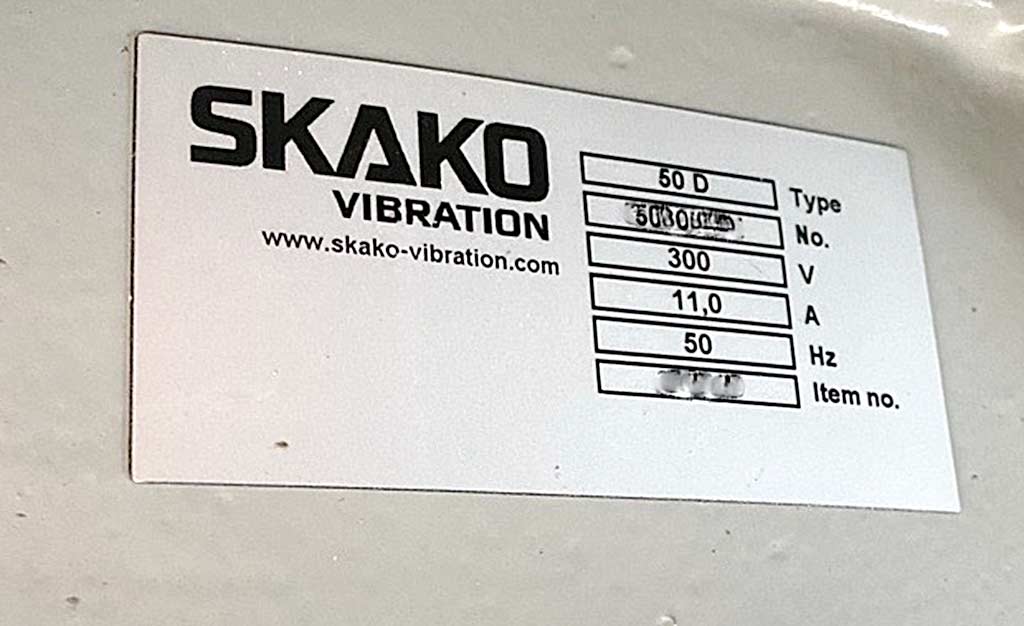 SKAKO
VIBRATION
www.skako-vibration.com
50 D Type
No.
300 V
11,0 A
50 Hz
Item no.